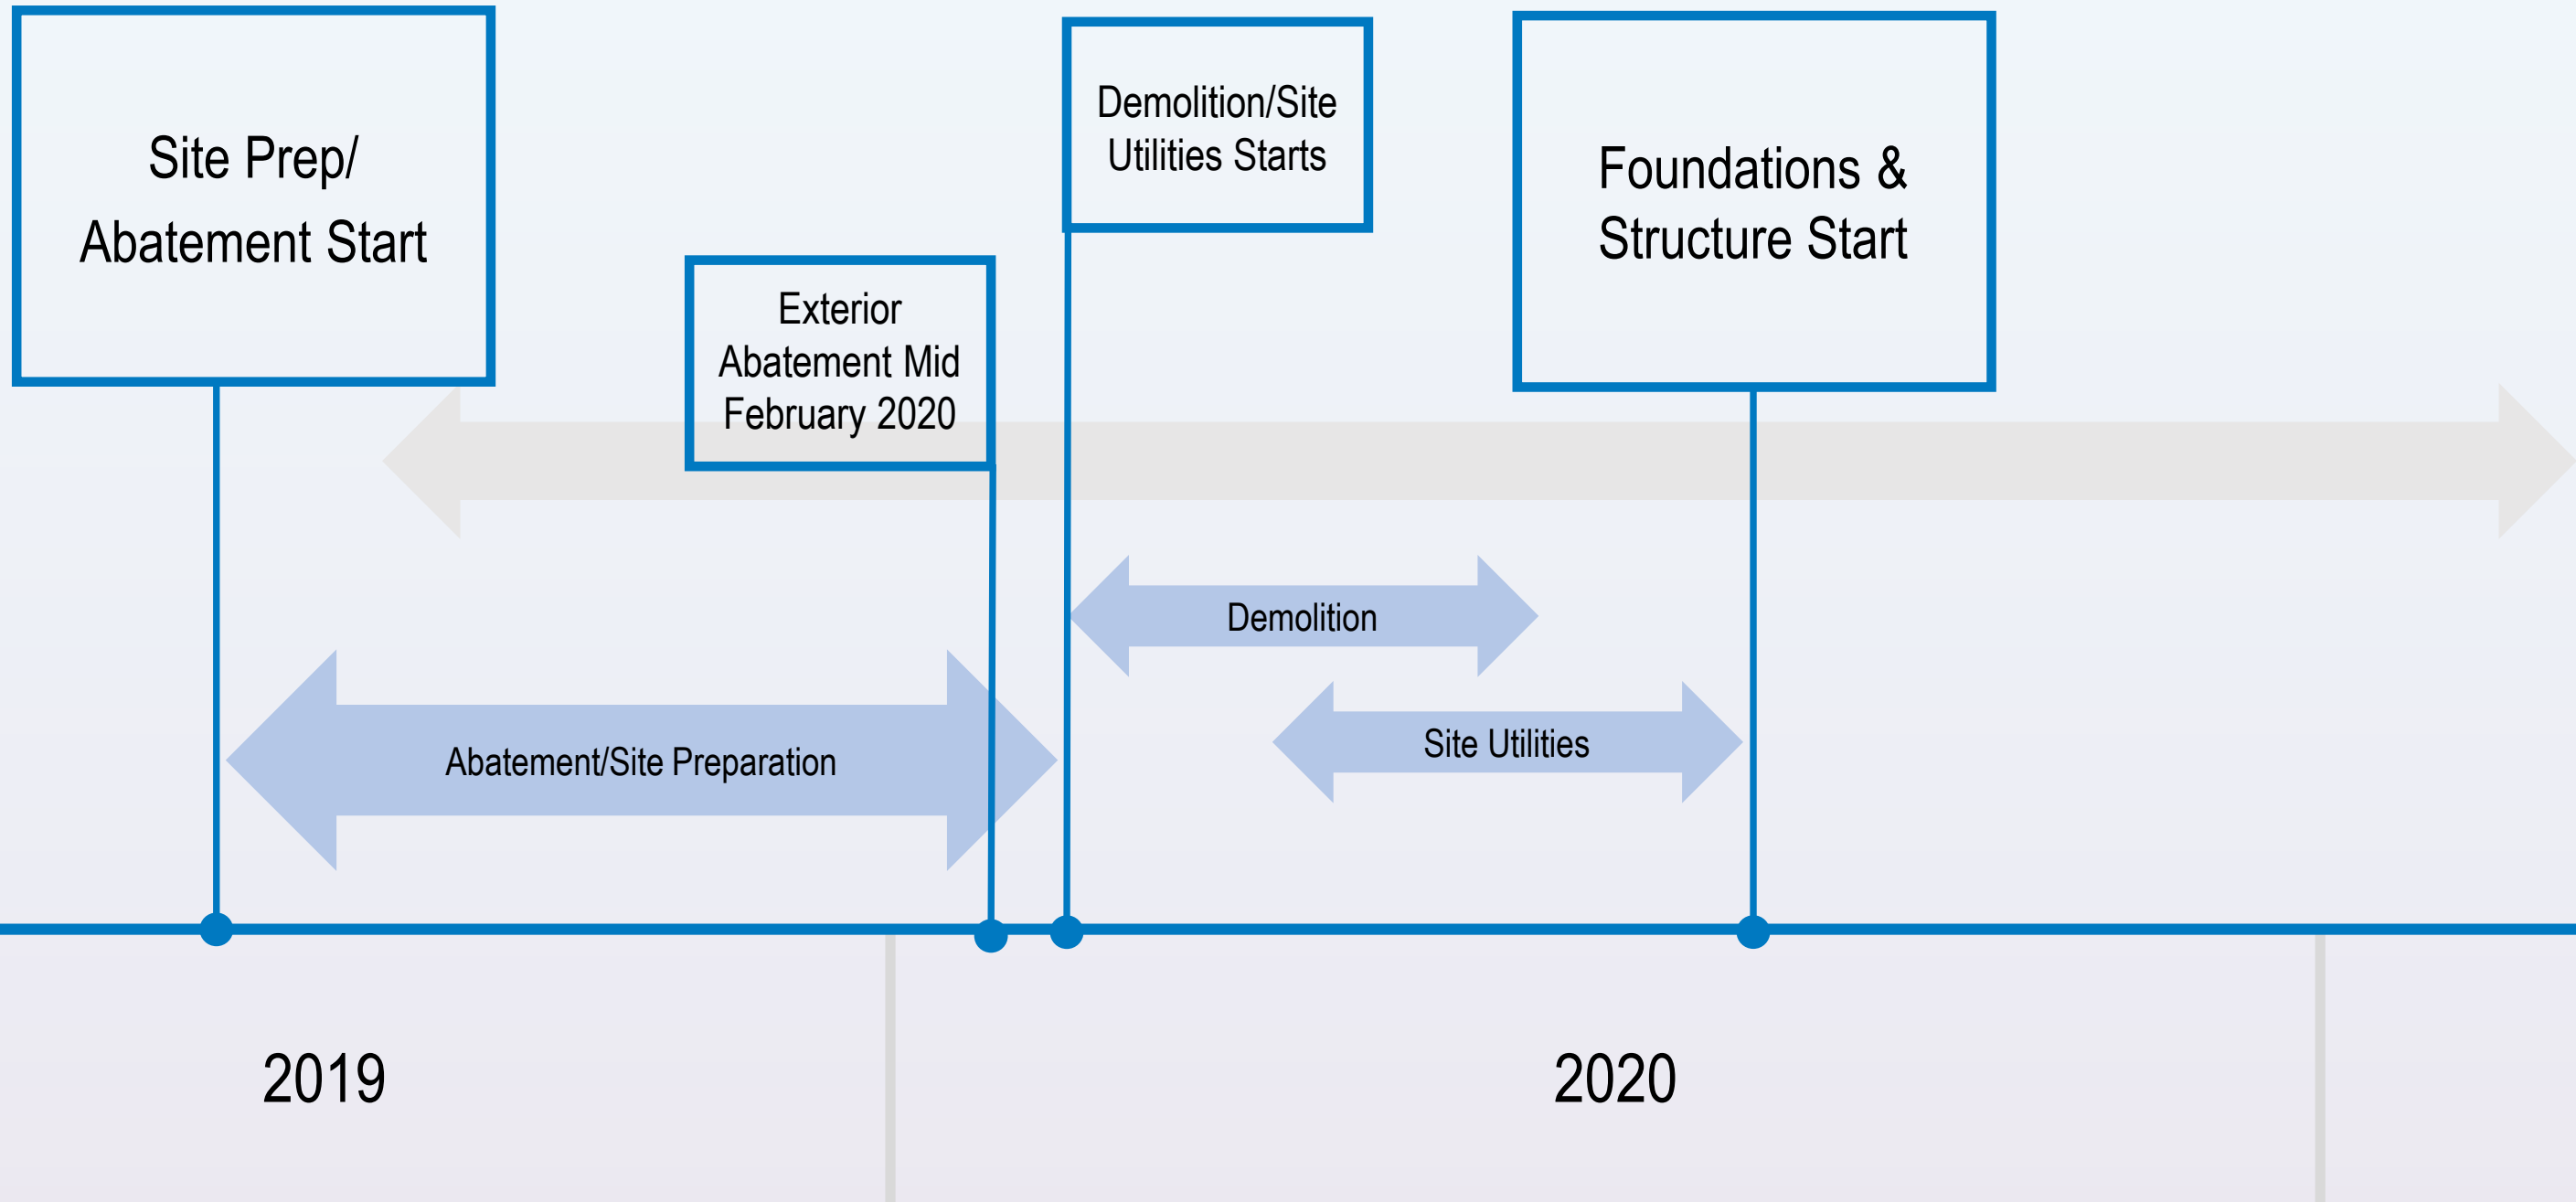 Site Prep/
Abatement Start
Exterior
Abatement Mid
February 2020
Demolition/Site
Utilities Starts
Foundations &
Structure Start
Demolition
Site Utilities
Abatement/Site Preparation
2019
2020